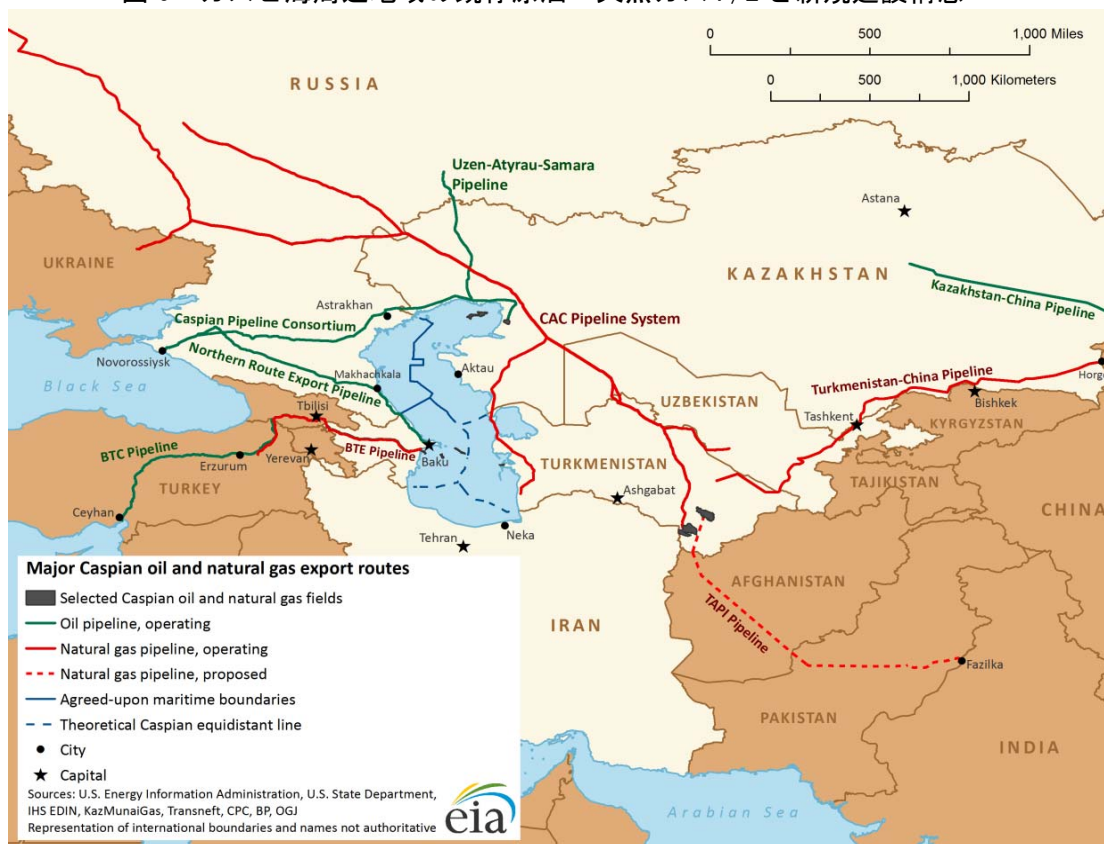 0 500 1,000 Miles
0 500 1,000 Kilometers
RUSSIA
Uzen-Atyrau-Samara
Pipeline
Astana
UKRAINE
KAZAKHSTAN
Kazakhstan-China Pipeline
Astrakhan
Caspian Pipeline Consortium
CAC Pipeline System
Novorossiysk
Northern Route Export Pipeline
Makhachkala
Aktau
Black Sea
Turkmenistan-China Pipeline
Horgos
Bishkek
UZBEKISTAN
Tashkent
KYRGYZSTAN
Tbilisi
BTC Pipeline
Erzurum
Yerevan
BTE Pipeline
Baku
TURKMENISTAN
TAJIKISTAN
TURKEY
Ashgabat
CHINA
Ceyhan
Neka
Tehran
AFGHANISTAN
TAPI Pipeline
IRAN
Fazilka
PAKISTAN
INDIA
Arabian Sea
Major Caspian oil and natural gas export routes
Selected Caspian oil and natural gas fields
Oil pipeline, operating
Natural gas pipeline, operating
Natural gas pipeline, proposed
Agreed-upon maritime boundaries
Theoretical Caspian equidistant line
City
Capital
Sources: U.S. Energy Information Administration, U.S. State Department,
IHS EDIN, KazMunaiGas, Transneft, CPC, BP, OGJ
Representation of international boundaries and names not authoritative
eia